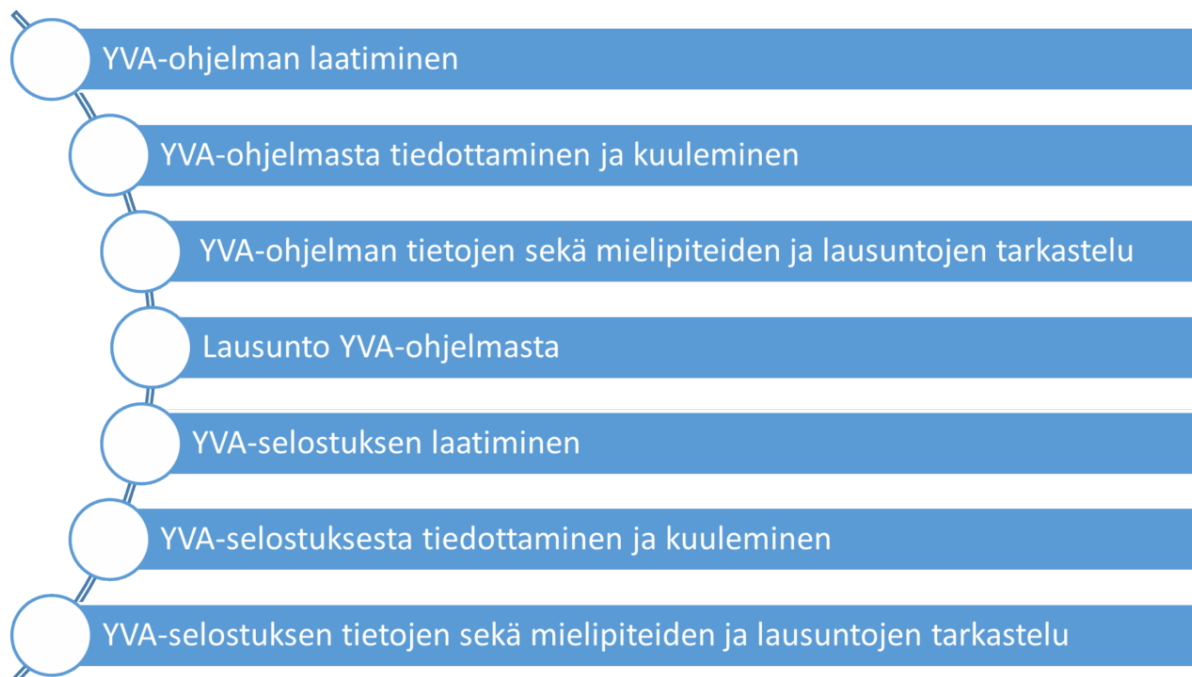 YVA-ohjelman laatiminen
YVA-ohjelmasta tiedottaminen ja kuuleminen
YVA-ohjelman tietojen sekä mielipiteiden ja lausuntojen tarkastelu
Lausunto YVA-ohjelmasta
YVA-selostuksen laatiminen
YVA-selostuksesta tiedottaminen ja kuuleminen
YVA-selostuksen tietojen sekä mielipiteiden ja lausuntojen tarkastelu